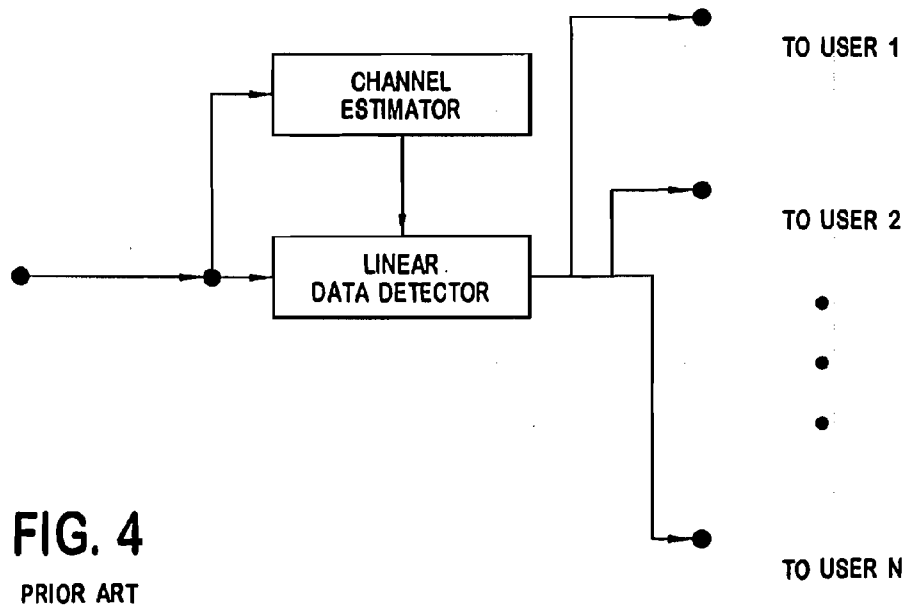 TO USER 1
CHANNEL
ESTIMATOR
TO USER 2
LINEAR
DATA DETECTOR
TO USER N
FIG. 4
PRIOR ART